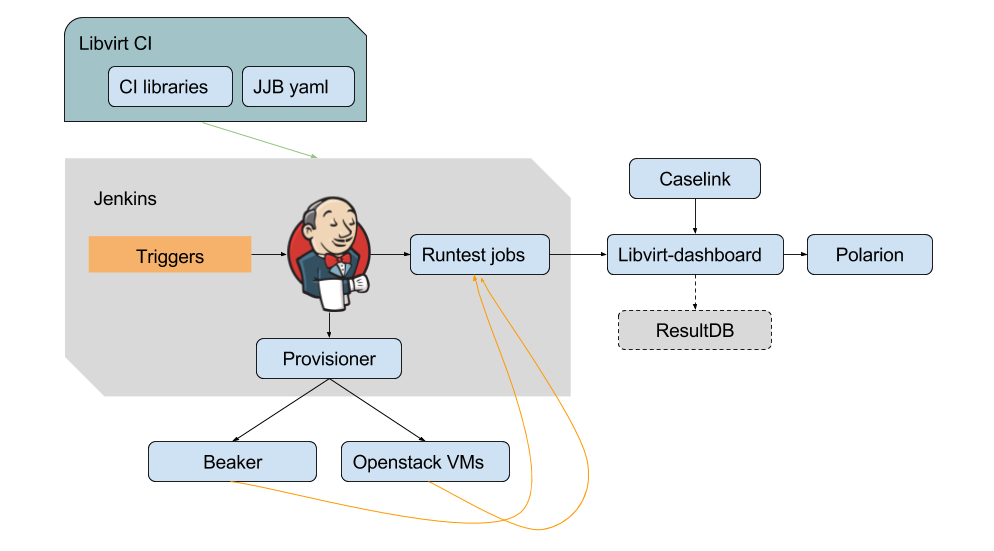 Libvirt CI
CI libraries
JJB yaml
Jenkins
Caselink
Triggers
Runtest jobs
Libvirt-dashboard
Polarion
ResultDB
Provisioner
Beaker
Openstack VMs